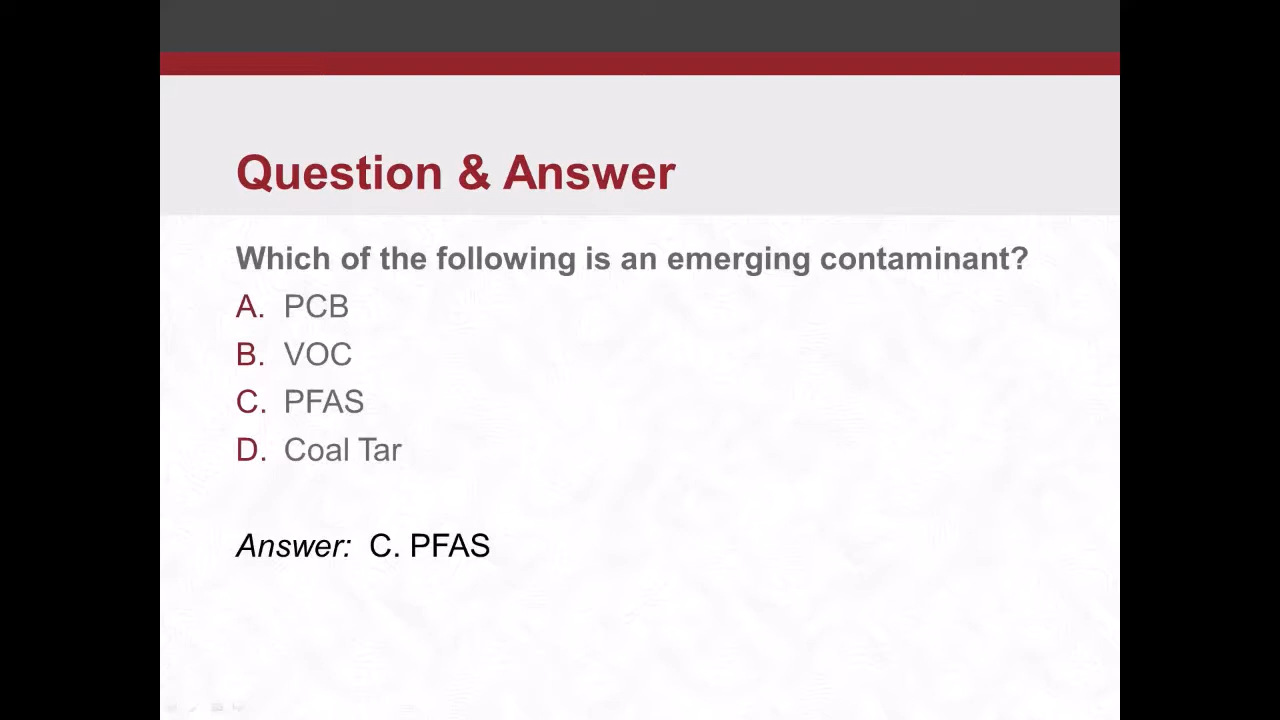 Question & Answer
Which of the following is an emerging contaminant?
A. PCB
B. VOC
C. PFAS
D. Coal Tar
Answer: C. PFAS